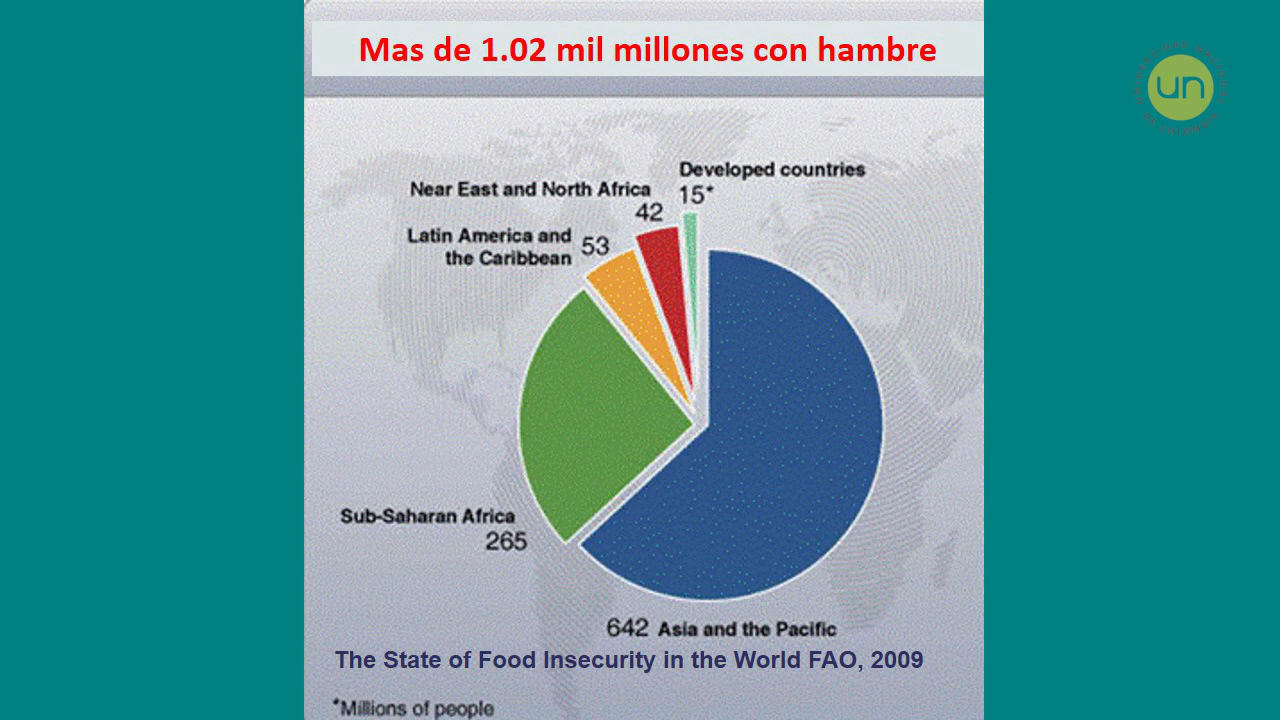 Mas de 1.02 mil millones con hambre
un
Developed countries
15*
Near East and North Africa
42
Latin America and
the Caribbean
53
Sub-Saharan Africa
265
642 Asia and the Pacific
The State of Food Insecurity in the World FAO, 2009
*Millions of people